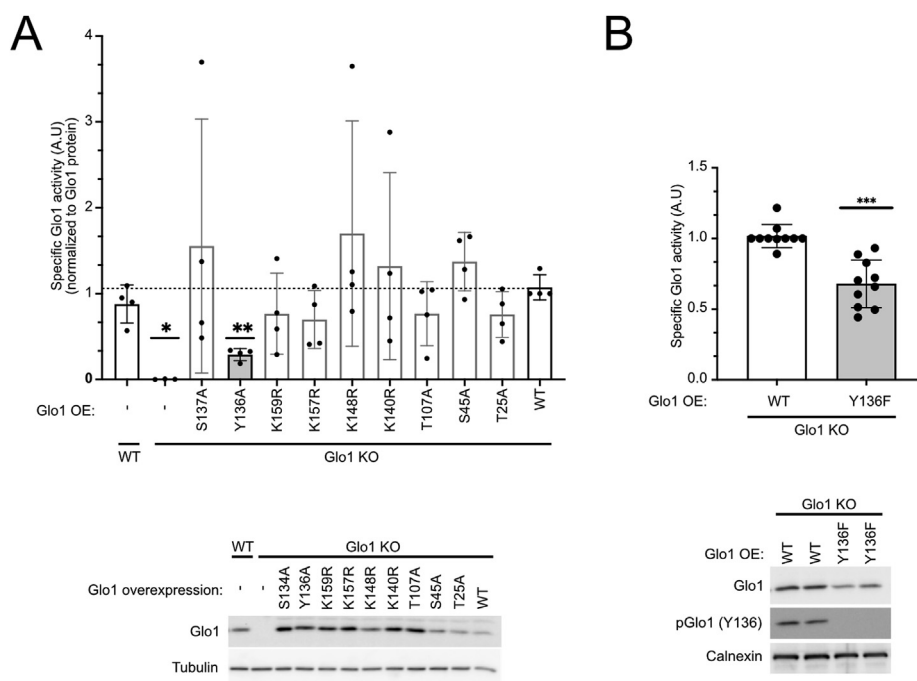 A
Specific Glo1 activity (A.U)
(normalized to Glo1 protein)
4
3
2
1
0
*
**
Glo1 OE:
- - S137A Y136A K159R K157R K148R K140R T107A S45A T25A WT
WT Glo1 KO
WT Glo1 KO
Glo1 overexpression:
- - S134A Y136A K159R K157R K148R K140R T107A S45A T25A WT
Glo1
Tubulin
B
Specific Glo1 activity (A.U)
1.5
1.0
0.5
0.0
***
Glo1 OE: WT Y136F
Glo1 KO
Glo1 KO
Glo1 OE: WT WT Y136F Y136F
Glo1
pGlo1 (Y136)
Calnexin